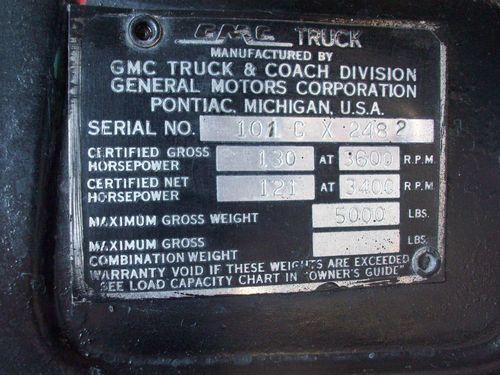 GMC TRUCK
MANUFACTURED BY
GMC TRUCK & COACH DIVISION
GENERAL MOTORS CORPORATION
PONTIAC, MICHIGAN, U.S.A.
SERIAL NO. 101 C X 2482
CERTIFIED GROSS HORSEPOWER 130 AT 3600 R.P.M.
CERTIFIED NET HORSEPOWER 121 AT 3400 R.P.M.
MAXIMUM GROSS WEIGHT 5000 LBS.
MAXIMUM GROSS COMBINATION WEIGHT LBS.
WARRANTY VOID IF THESE WEIGHTS ARE EXCEEDED
SEE LOAD CAPACITY CHART IN "OWNER'S GUIDE"